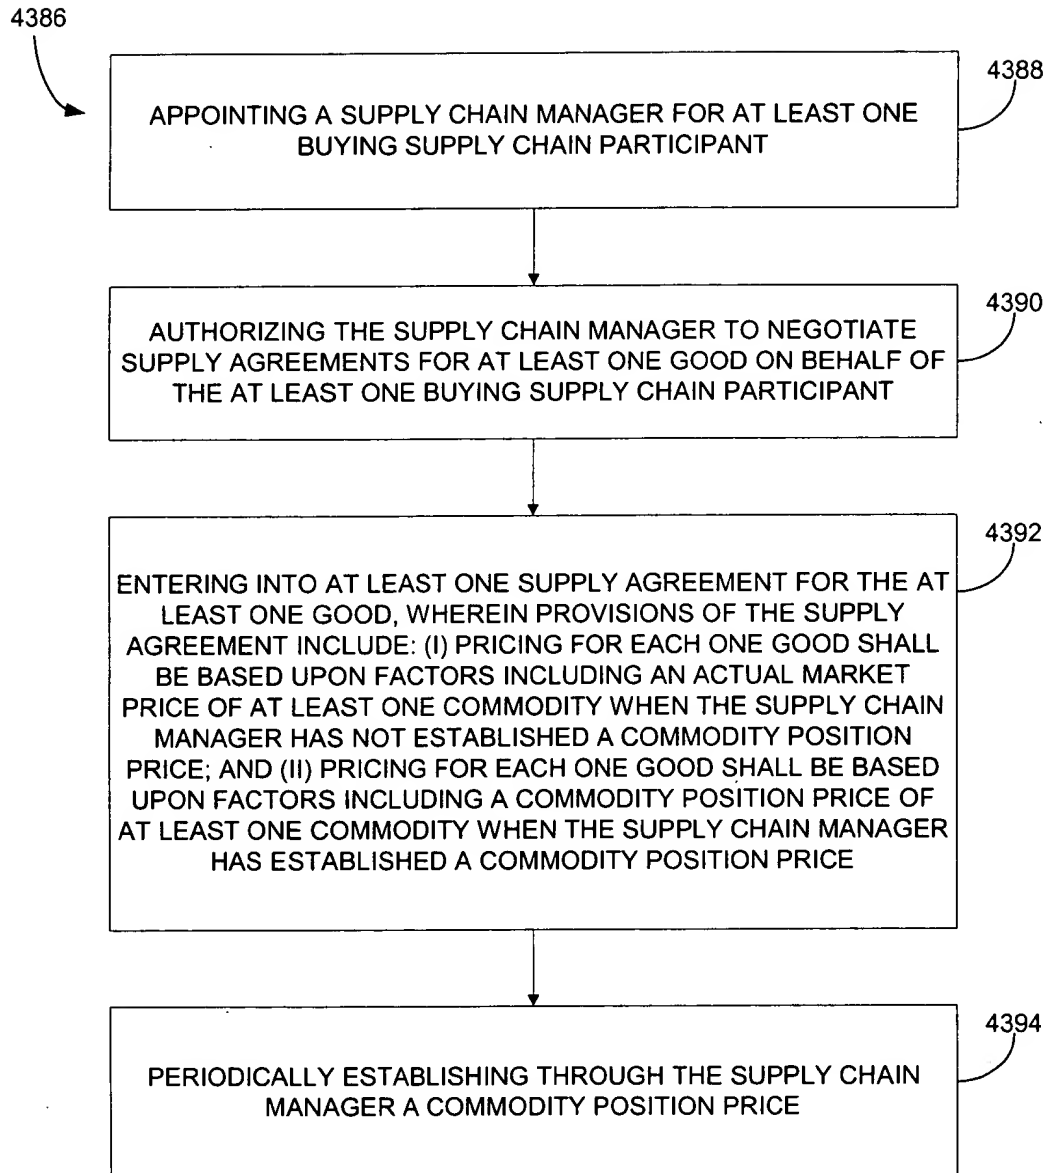 4386
4388
APPOINTING A SUPPLY CHAIN MANAGER FOR AT LEAST ONE
BUYING SUPPLY CHAIN PARTICIPANT
4390
AUTHORIZING THE SUPPLY CHAIN MANAGER TO NEGOTIATE
SUPPLY AGREEMENTS FOR AT LEAST ONE GOOD ON BEHALF OF
THE AT LEAST ONE BUYING SUPPLY CHAIN PARTICIPANT
4392
ENTERING INTO AT LEAST ONE SUPPLY AGREEMENT FOR THE AT
LEAST ONE GOOD, WHEREIN PROVISIONS OF THE SUPPLY
AGREEMENT INCLUDE: (I) PRICING FOR EACH ONE GOOD SHALL
BE BASED UPON FACTORS INCLUDING AN ACTUAL MARKET
PRICE OF AT LEAST ONE COMMODITY WHEN THE SUPPLY CHAIN
MANAGER HAS NOT ESTABLISHED A COMMODITY POSITION
PRICE; AND (II) PRICING FOR EACH ONE GOOD SHALL BE BASED
UPON FACTORS INCLUDING A COMMODITY POSITION PRICE OF
AT LEAST ONE COMMODITY WHEN THE SUPPLY CHAIN MANAGER
HAS ESTABLISHED A COMMODITY POSITION PRICE
4394
PERIODICALLY ESTABLISHING THROUGH THE SUPPLY CHAIN
MANAGER A COMMODITY POSITION PRICE